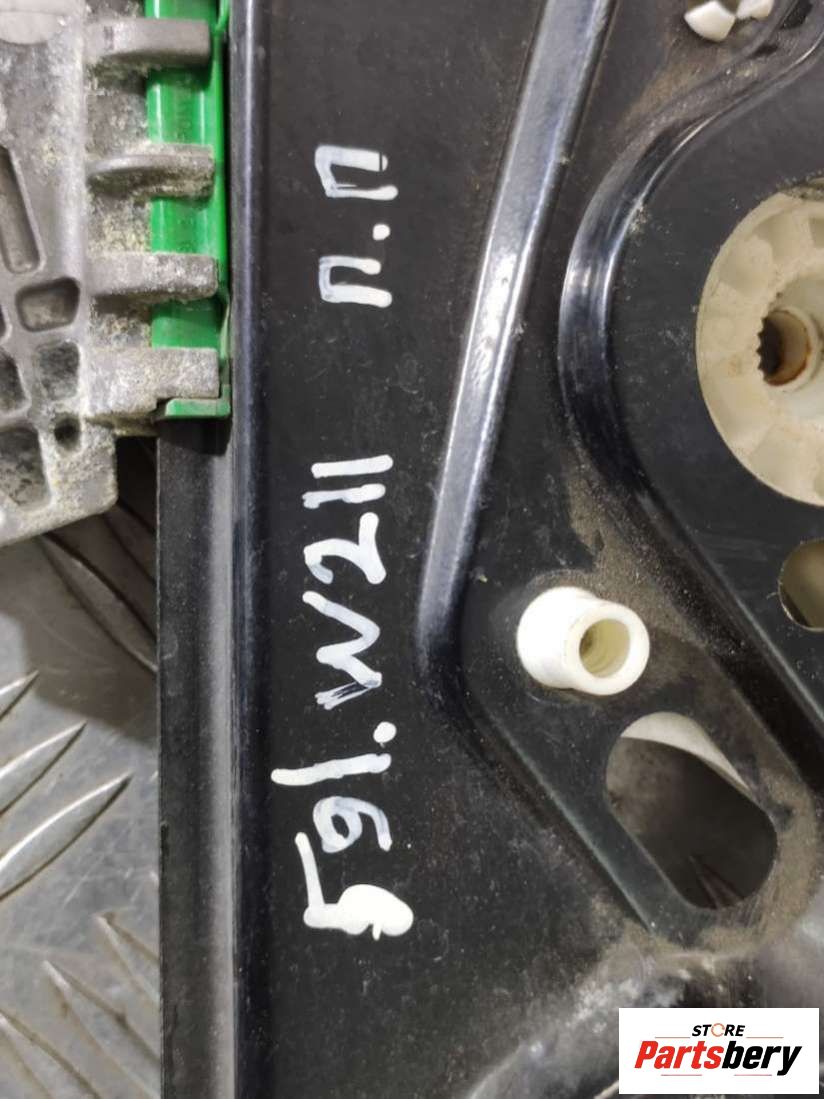 591. W211 П.П
STORE
Partsbery